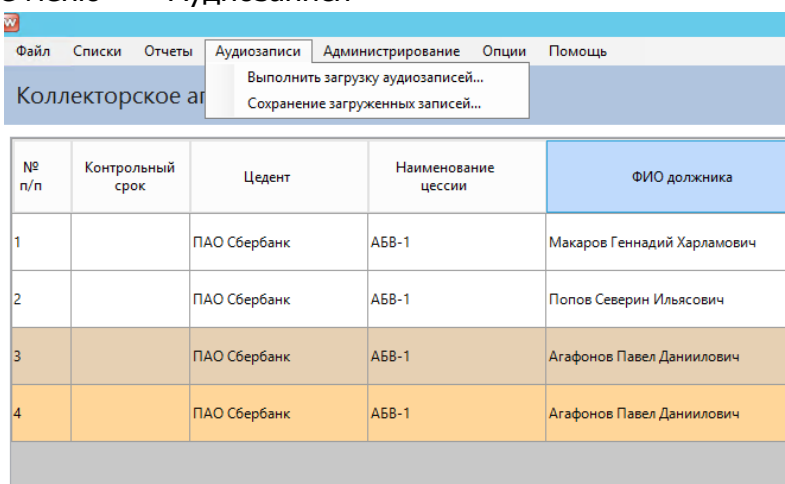 Аудиозаписи
W
Файл Списки Отчеты Аудиозаписи Администрирование Опции Помощь
Выполнить загрузку аудиозаписей...
Сохранение загруженных записей...
Коллекторское
№ п/п Контрольный срок Цедент Наименование цессии ФИО должника
1 ПАО Сбербанк АБВ-1 Макаров Геннадий Харламович
2 ПАО Сбербанк АБВ-1 Попов Северин Ильясович
3 ПАО Сбербанк АБВ-1 Агафонов Павел Даниилович
4 ПАО Сбербанк АБВ-1 Агафонов Павел Даниилович